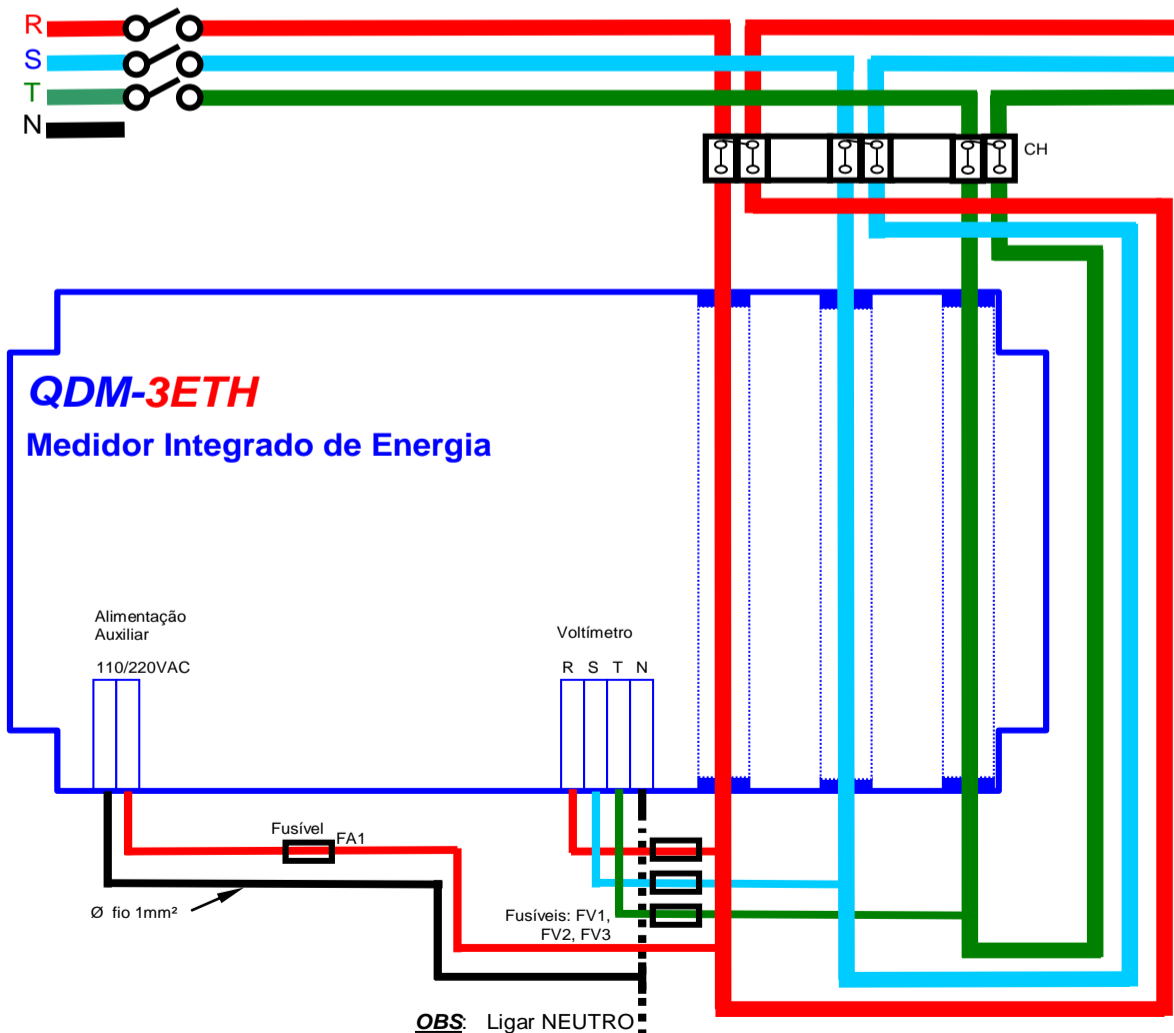 R
S
T
N
CH
QDM-3ETH
Medidor Integrado de Energia
Alimentação
Auxiliar
110/220VAC
Voltímetro
R S T N
Fusível
FA1
Ø fio 1mm²
Fusíveis: FV1,
FV2, FV3
OBS: Ligar NEUTRO